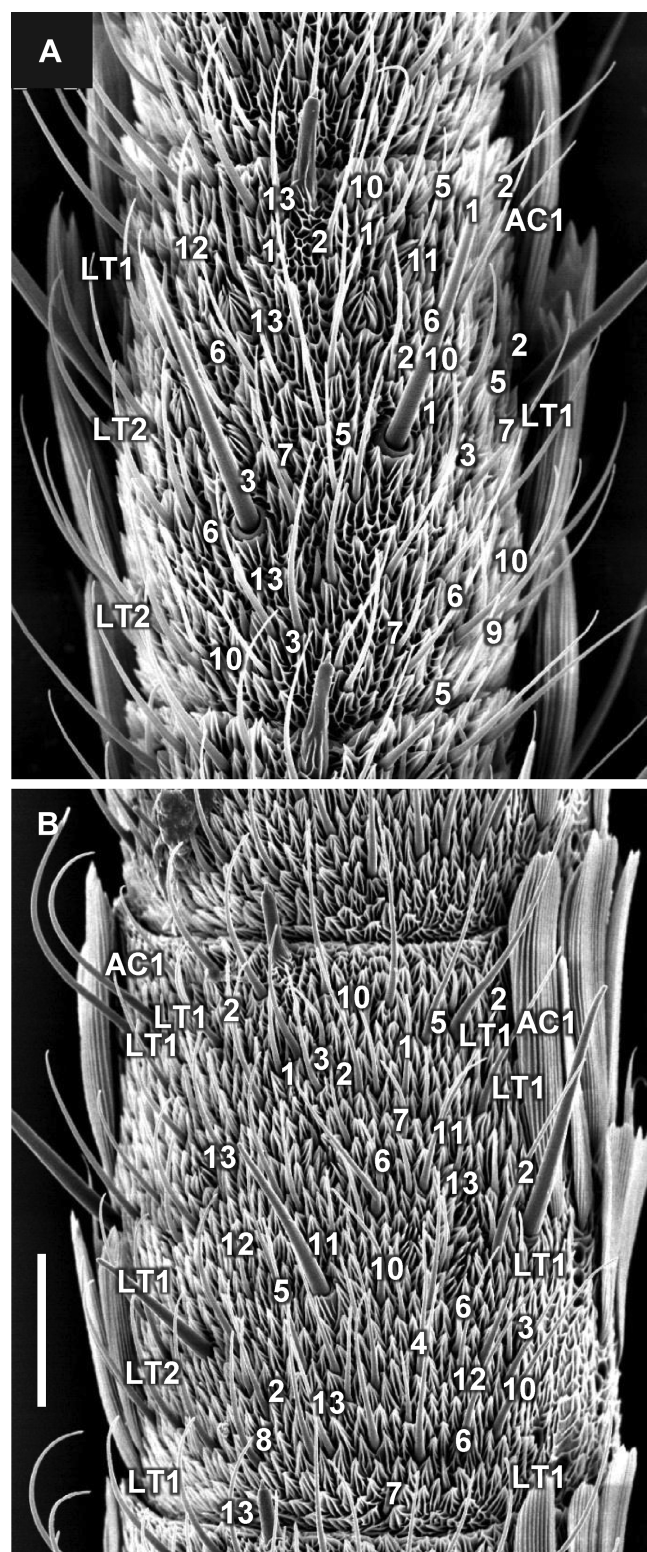 A
13 10 5 2
1 AC1
12 1 2 1 11
LT1
13 6
6 2 10 2
5
1 LT1
LT2 7 5 7
3 3
6
13 10
6
LT2 3 7 9
10
5
B
AC1
LT1 2 10 5 2
LT1 1 LT1 AC1
1 3 2
LT1
7 11
13 6 13 2
12 11
LT1 5 10 LT1
6
4 3
LT2 2 12 10
13
8 6
LT1 7 LT1
13